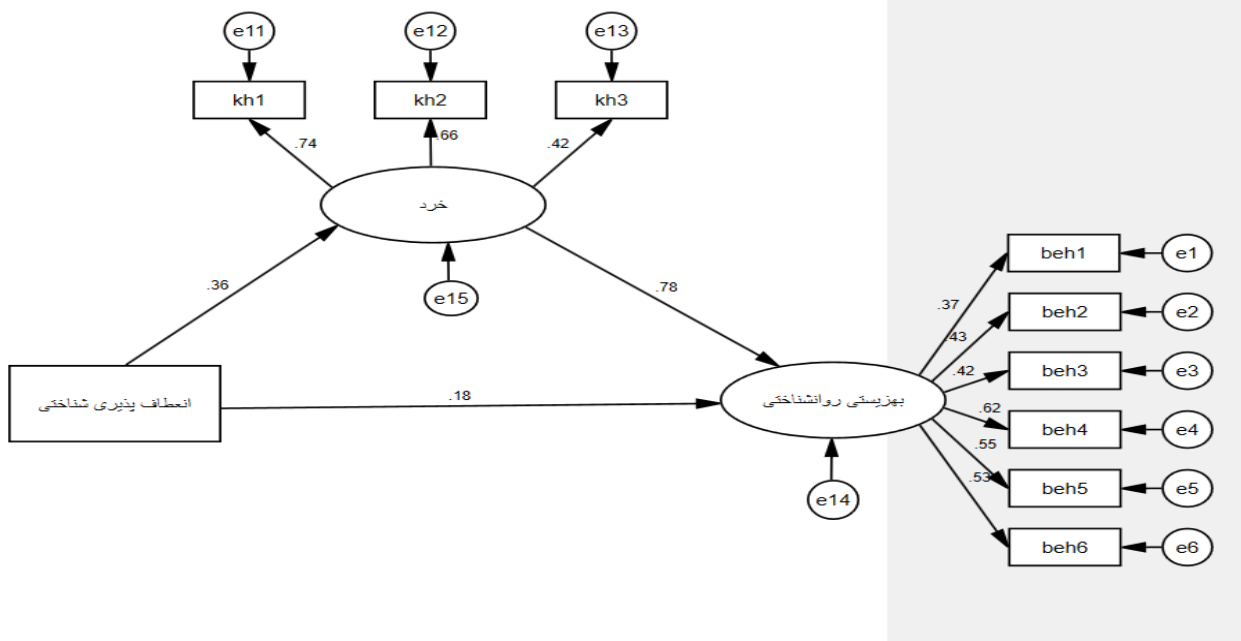 e11
e12
e13
kh1
kh2
kh3
.74
.66
.42
خرد
.36
e15
.78
انعطاف پذیری شناختی
.18
بهزیستی روانشناختی
e14
.37
beh1
e1
.43
beh2
e2
.42
beh3
e3
.62
beh4
e4
.55
beh5
e5
.53
beh6
e6